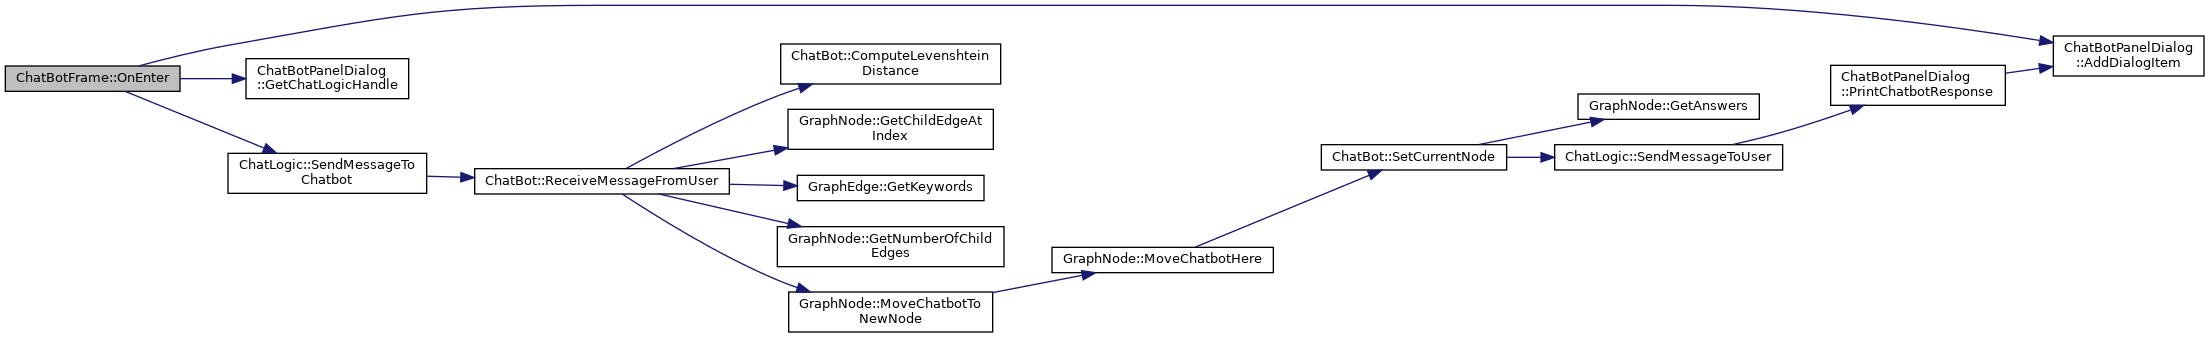 ChatBotFrame::OnEnter
ChatBotPanelDialog
::GetChatLogicHandle
ChatLogic::SendMessageTo
Chatbot
ChatBot::ReceiveMessageFromUser
ChatBot::ComputeLevenshtein
Distance
GraphNode::GetChildEdgeAt
Index
GraphEdge::GetKeywords
GraphNode::GetNumberOfChild
Edges
GraphNode::MoveChatbotTo
NewNode
GraphNode::MoveChatbotHere
ChatBot::SetCurrentNode
GraphNode::GetAnswers
ChatLogic::SendMessageToUser
ChatBotPanelDialog
::PrintChatbotResponse
ChatBotPanelDialog
::AddDialogItem